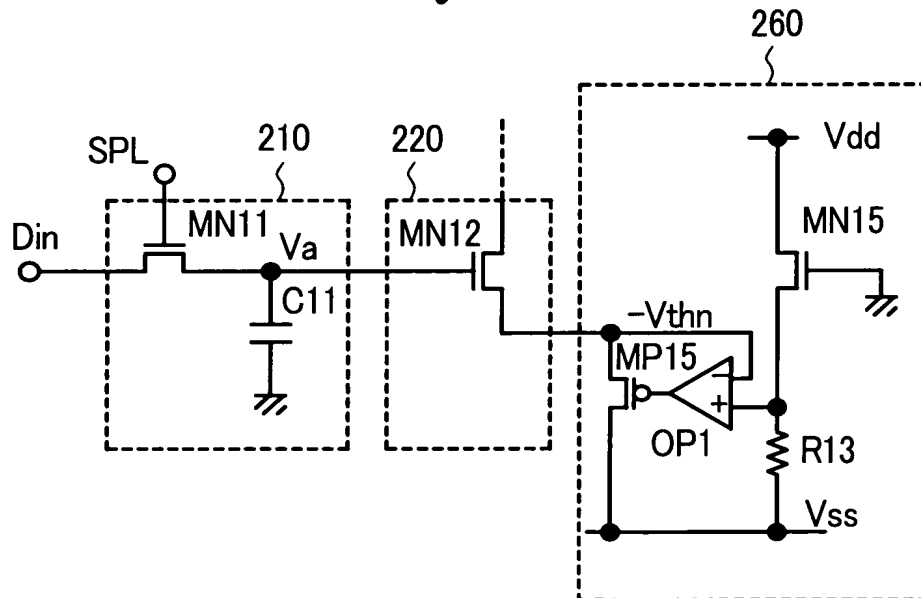 260
SPL
210
220
Vdd
Din
MN11
Va
MN12
MN15
C11
-Vthn
MP15
−
+
OP1
R13
Vss